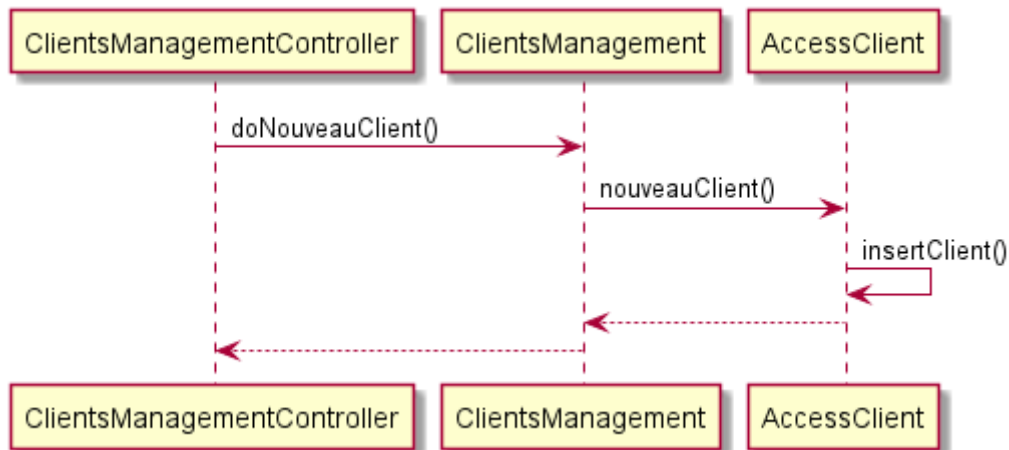 ClientsManagementController ClientsManagement AccessClient
doNouveauClient()
nouveauClient()
insertClient()
ClientsManagementController ClientsManagement AccessClient